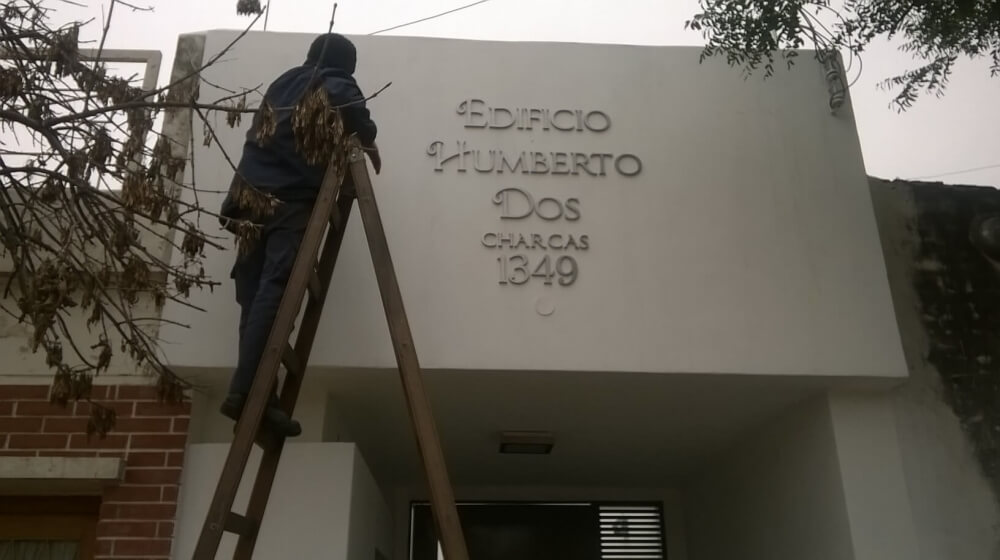 EDIFICIO
HUMBERTO
DOS
CHARCAS
1349